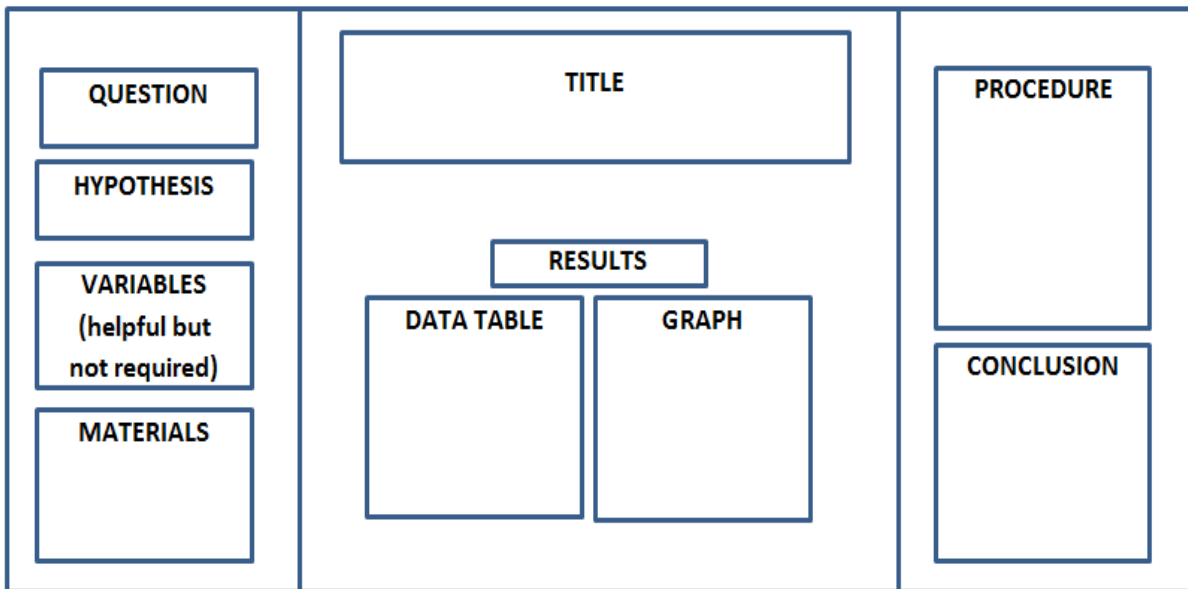 QUESTION
HYPOTHESIS
VARIABLES
(helpful but
not required)
MATERIALS
TITLE
RESULTS
DATA TABLE
GRAPH
PROCEDURE
CONCLUSION